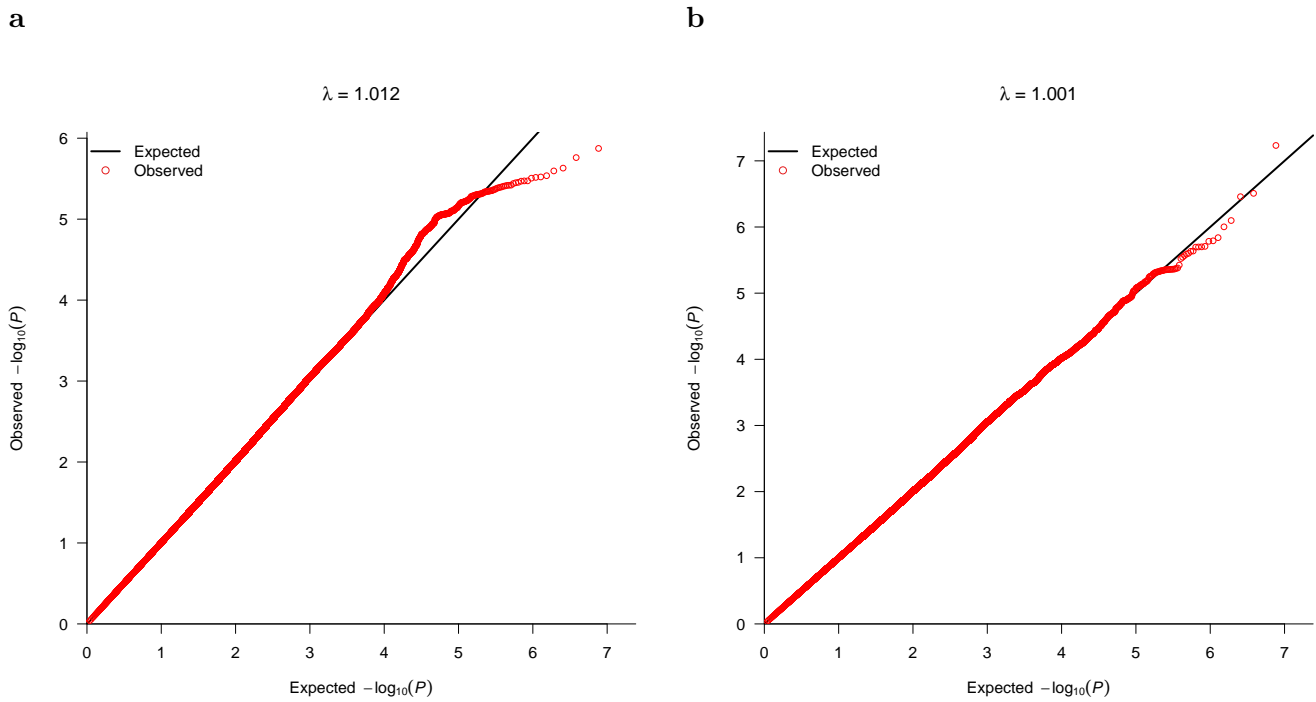 a
λ = 1.012
6
5
4
3
2
1
0
Expected
Observed
Observed −log₁₀(P)
0 1 2 3 4 5 6 7
Expected −log₁₀(P)
b
λ = 1.001
7
6
5
4
3
2
1
0
Expected
Observed
Observed −log₁₀(P)
0 1 2 3 4 5 6 7
Expected −log₁₀(P)